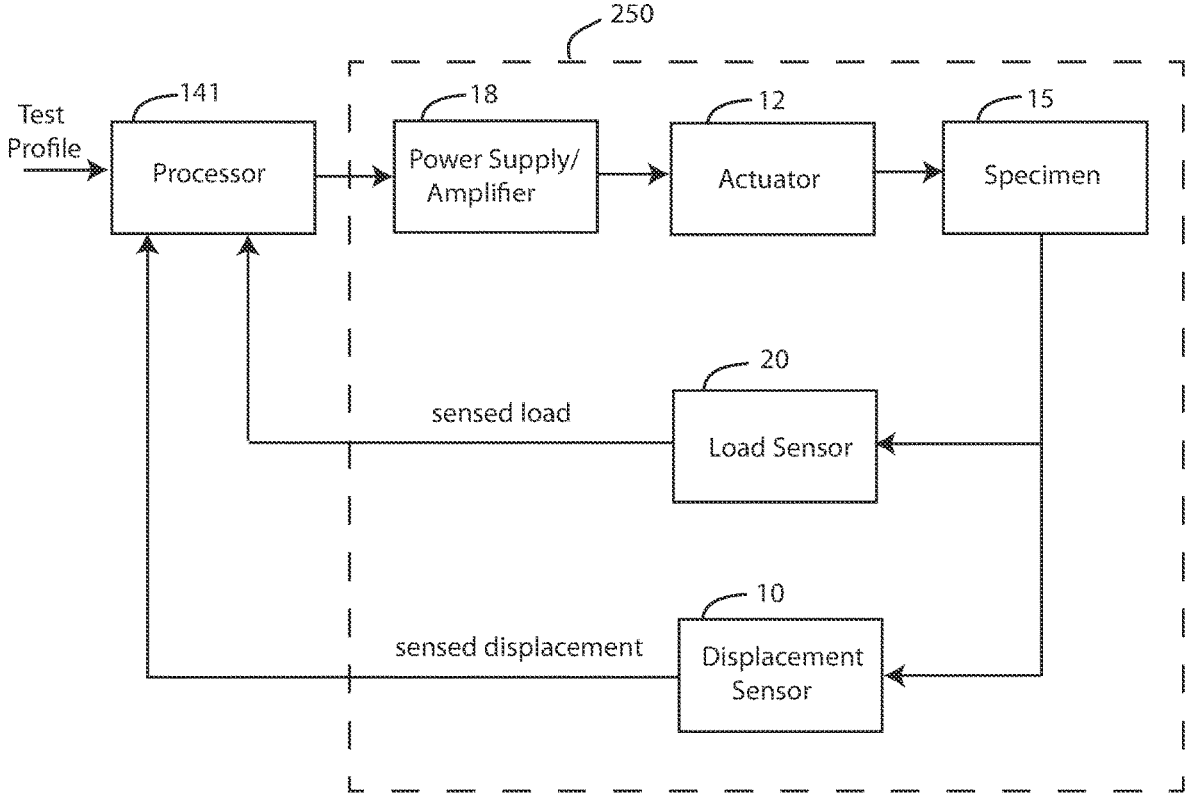 250
141
18
12
15
Test
Profile
Processor
Power Supply/
Amplifier
Actuator
Specimen
20
sensed load
Load Sensor
10
sensed displacement
Displacement
Sensor